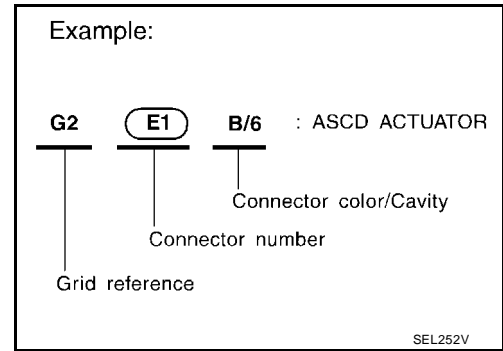 Example:
G2 E1 B/6 : ASCD ACTUATOR
Connector color/Cavity
Connector number
Grid reference
SEL252V